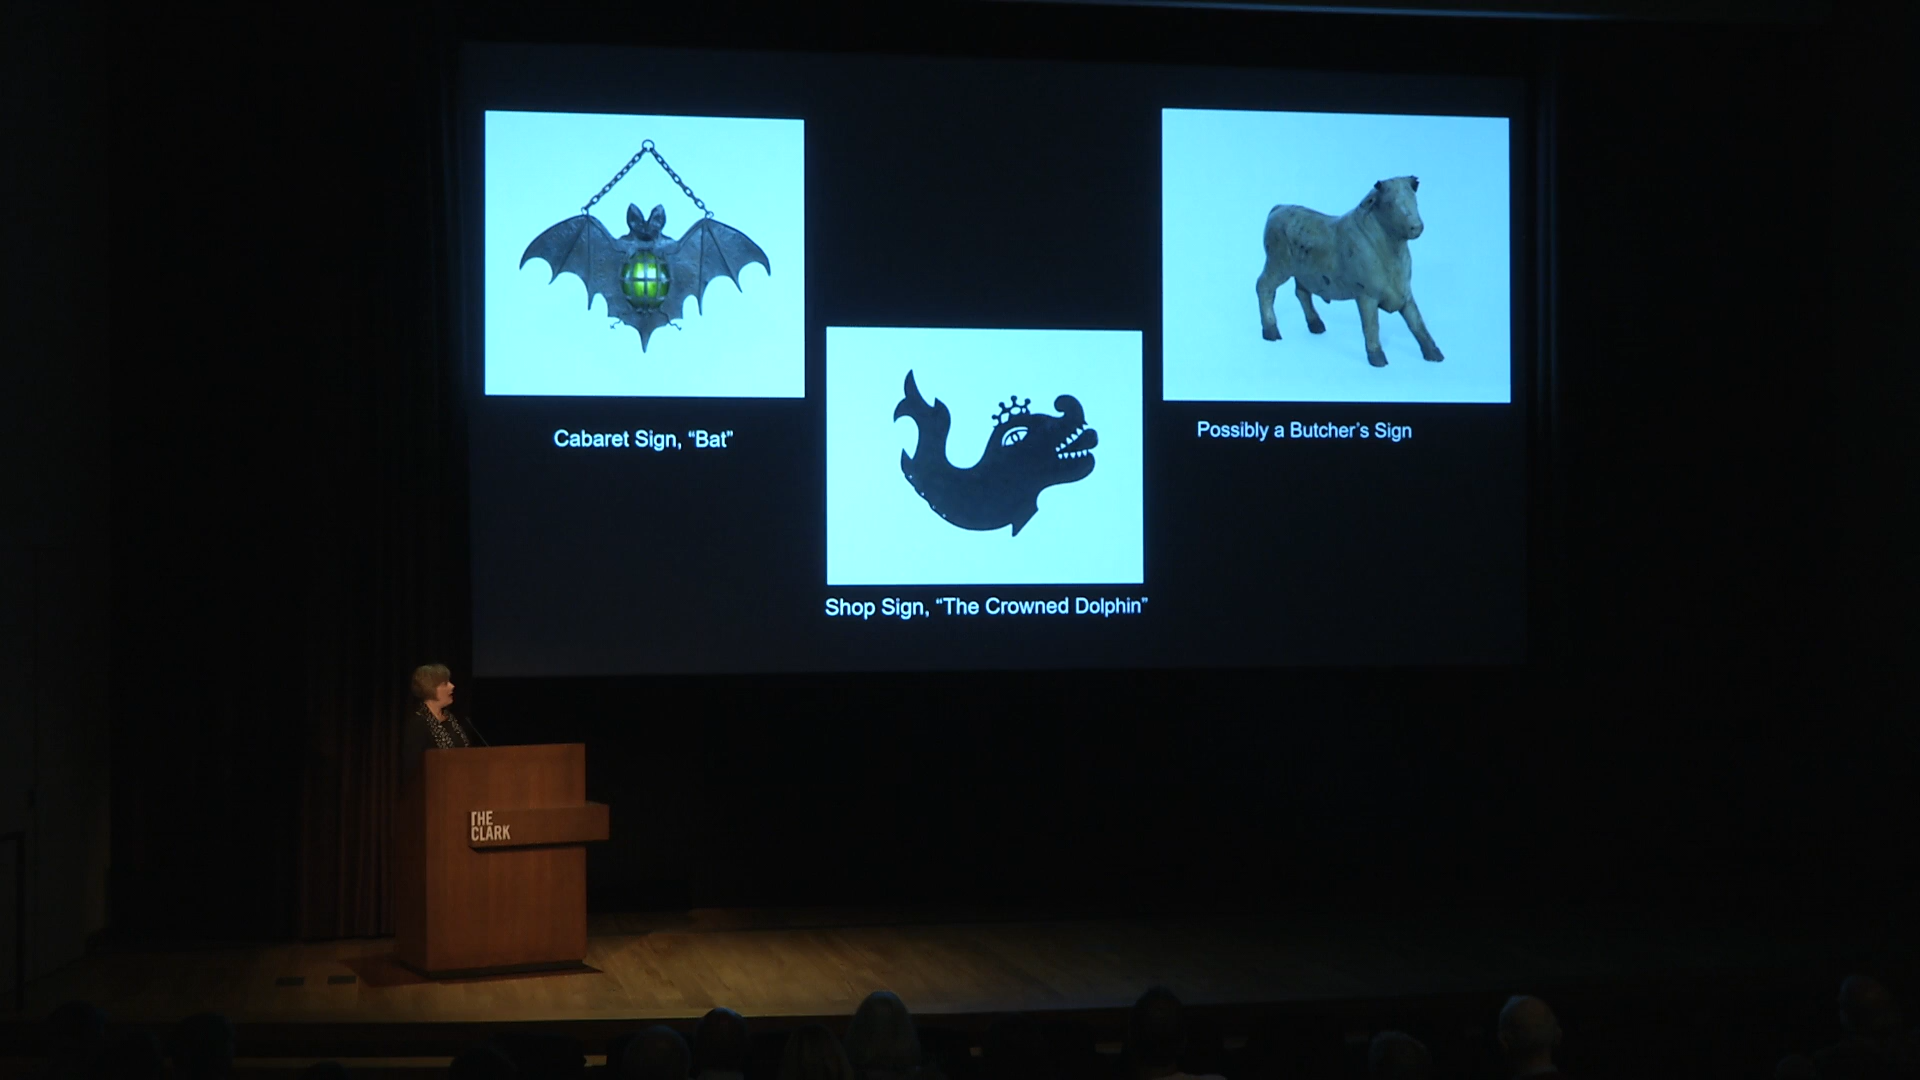 Cabaret Sign, “Bat”
Possibly a Butcher’s Sign
Shop Sign, “The Crowned Dolphin”
THE
CLARK